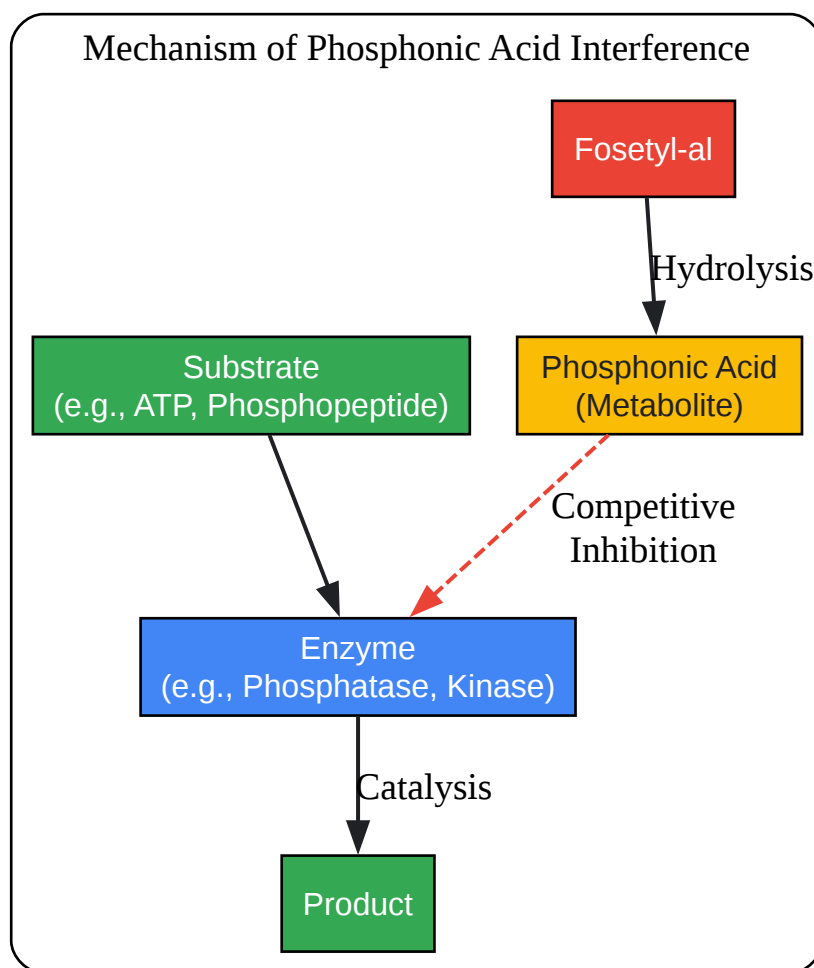 Mechanism of Phosphonic Acid Interference
Fosetyl-al
Hydrolysis
Substrate
(e.g., ATP, Phosphopeptide)
Phosphonic Acid
(Metabolite)
Competitive
Inhibition
Enzyme
(e.g., Phosphatase, Kinase)
Catalysis
Product